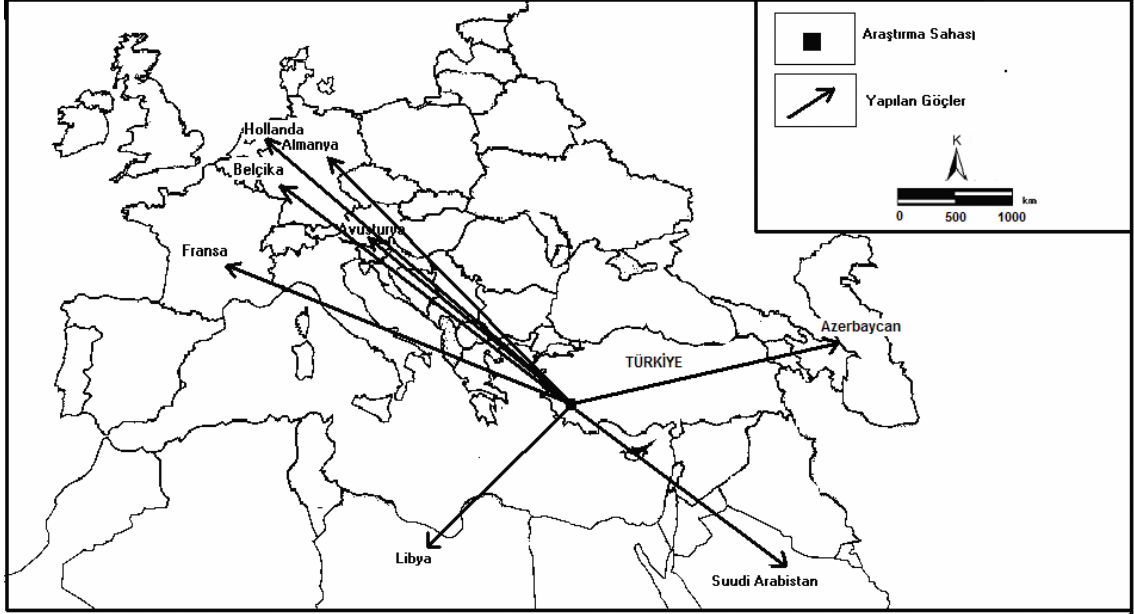 Araştırma Sahası
Yapılan Göçler
K
km
0 500 1000
Hollanda
Almanya
Belçika
Avusturya
Fransa
Azerbaycan
TÜRKİYE
Libya
Suudi Arabistan